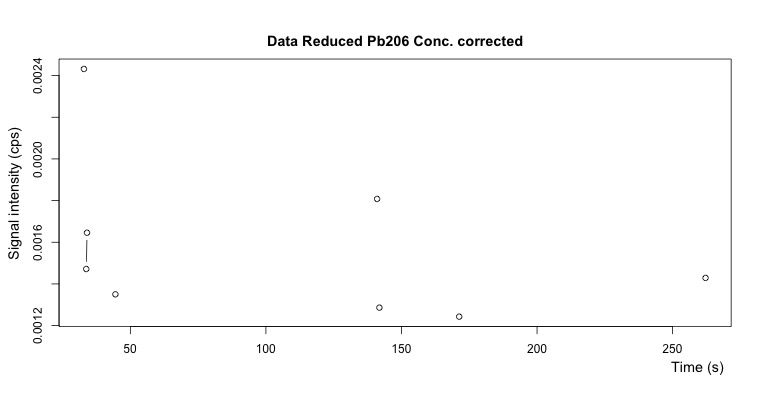 Data Reduced Pb206 Conc. corrected
Signal intensity (cps)
0.0024
0.0020
0.0016
0.0012
50 100 150 200 250
Time (s)